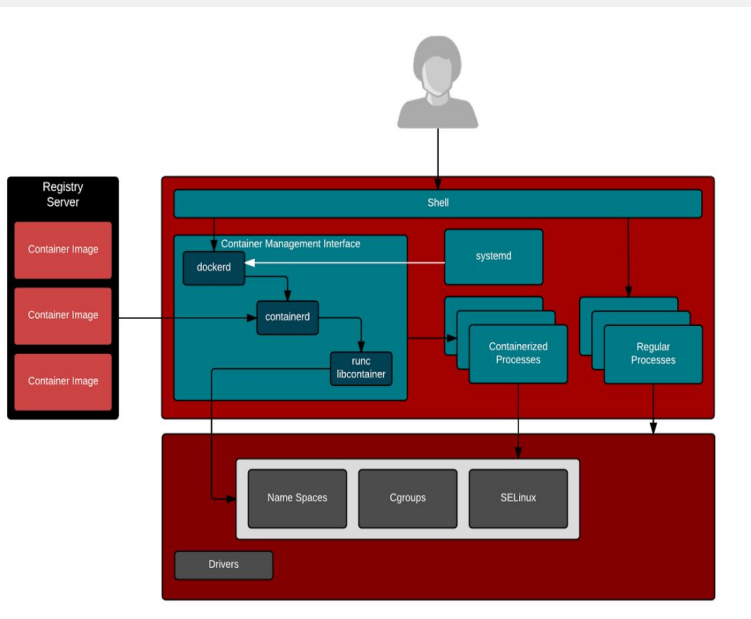 Registry
Server
Container Image
Container Image
Container Image
Shell
Container Management Interface
dockerd
containerd
runc
libcontainer
systemd
Containerized
Processes
Regular
Processes
Name Spaces
Cgroups
SELinux
Drivers